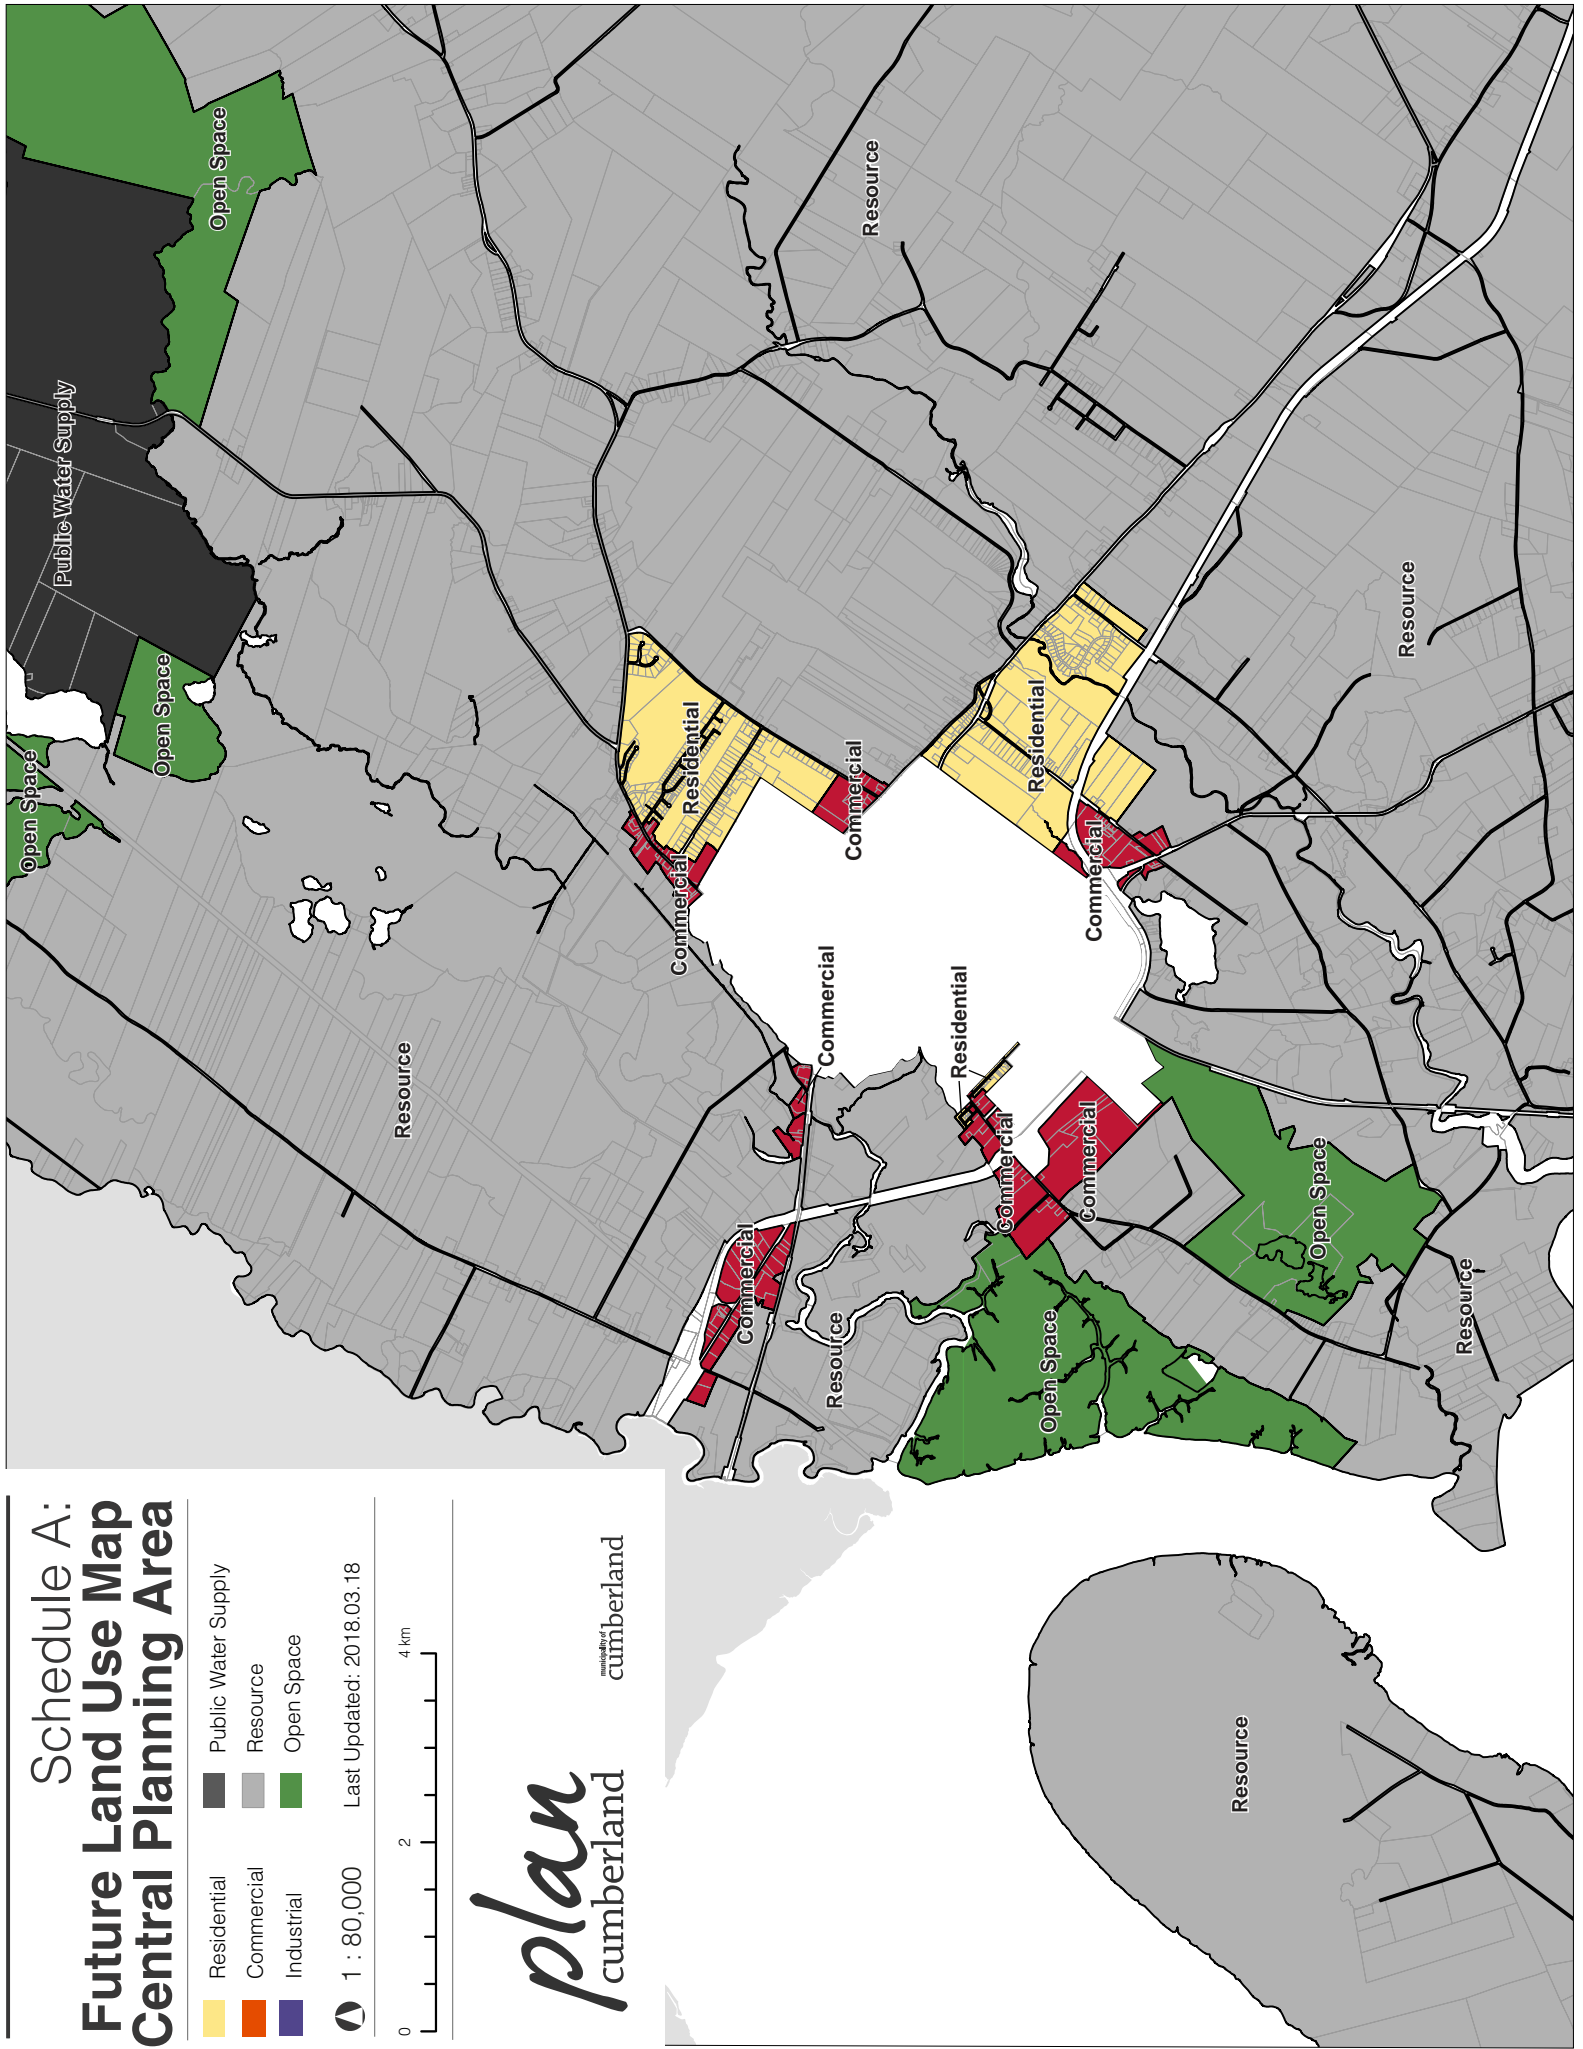 Schedule A:
Future Land Use Map
Central Planning Area
Residential
Commercial
Industrial
Public Water Supply
Resource
Open Space
1 : 80,000
Last Updated: 2018.03.18
0
2
4 km
plan
cumberland
municipality of
cumberland
Open Space
Public Water Supply
Open Space
Open Space
Resource
Resource
Residential
Commercial
Commercial
Commercial
Commercial
Resource
Residential
Commercial
Residential
Commercial
Commercial
Open Space
Open Space
Resource
Resource
Resource